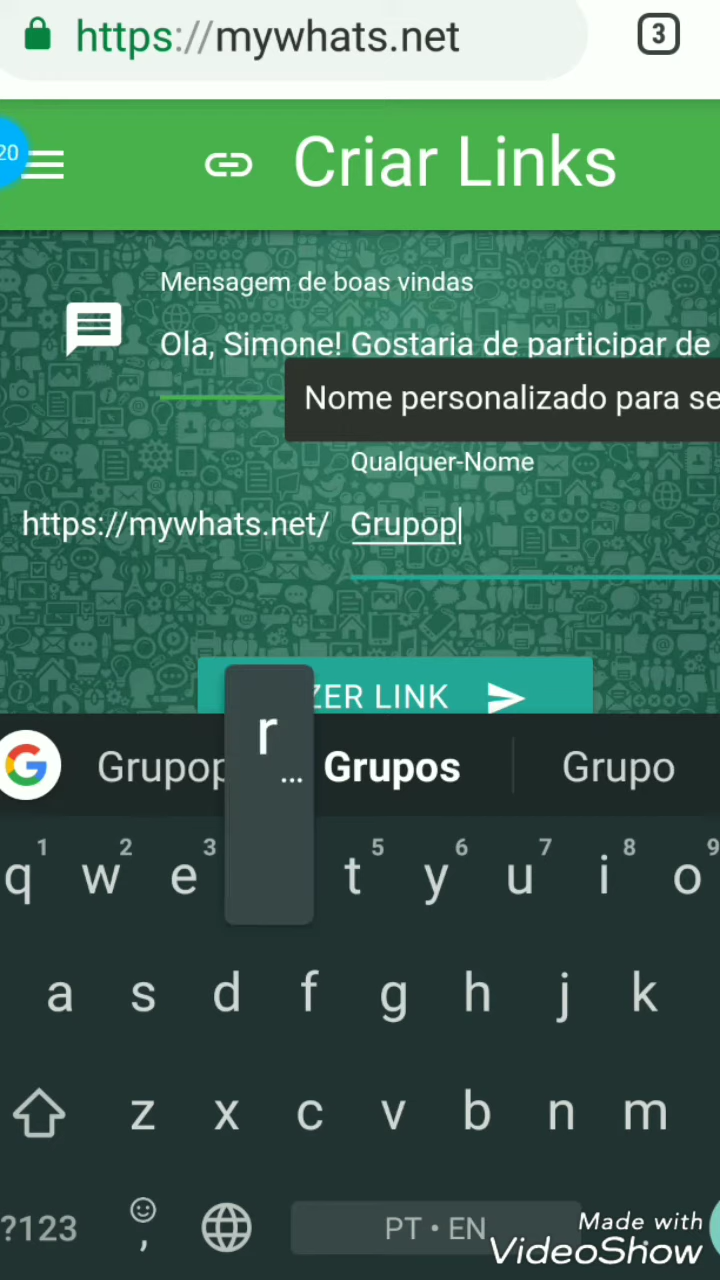 https://mywhats.net
3
20
Criar Links
Mensagem de boas vindas
Ola, Simone! Gostaria de participar de
Nome personalizado para se
Qualquer-Nome
https://mywhats.net/ Grupop
ZER LINK
r
...
Grupop Grupos Grupo
1 2 3 5 6 7 8 9
q w e t y u i o
a s d f g h j k
z x c v b n m
?123 , PT • EN
Made with
VideoShow